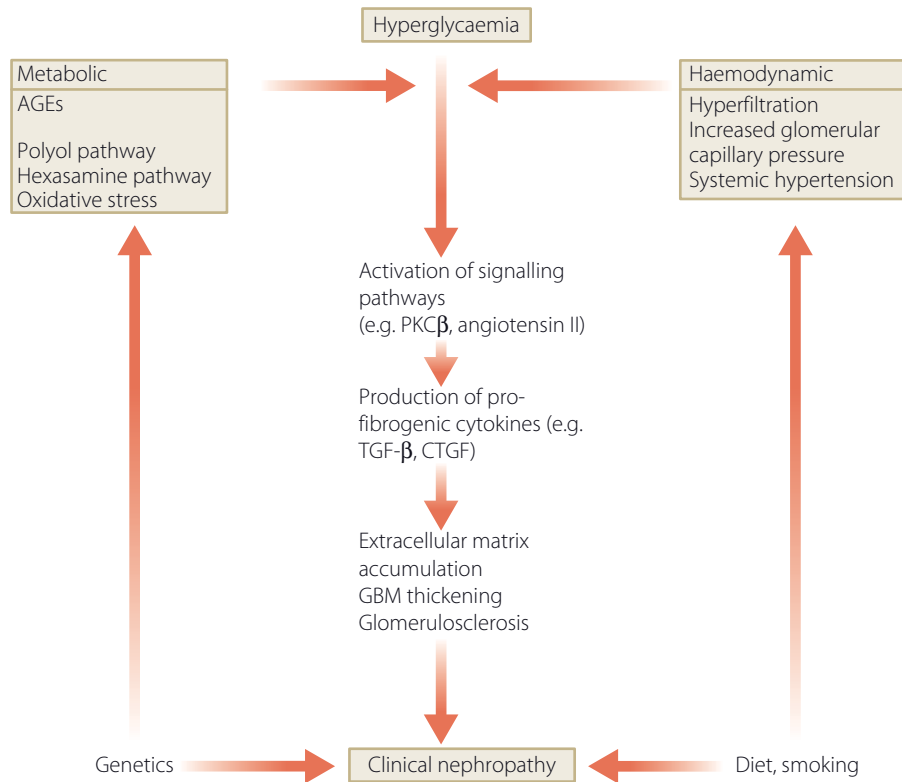 Hyperglycaemia
Metabolic
AGEs
Polyol pathway
Hexasamine pathway
Oxidative stress
Haemodynamic
Hyperfiltration
Increased glomerular
capillary pressure
Systemic hypertension
Activation of signalling
pathways
(e.g. PKCβ, angiotensin II)
Production of pro-
fibrogenic cytokines (e.g.
TGF-β, CTGF)
Extracellular matrix
accumulation
GBM thickening
Glomerulosclerosis
Genetics
Clinical nephropathy
Diet, smoking